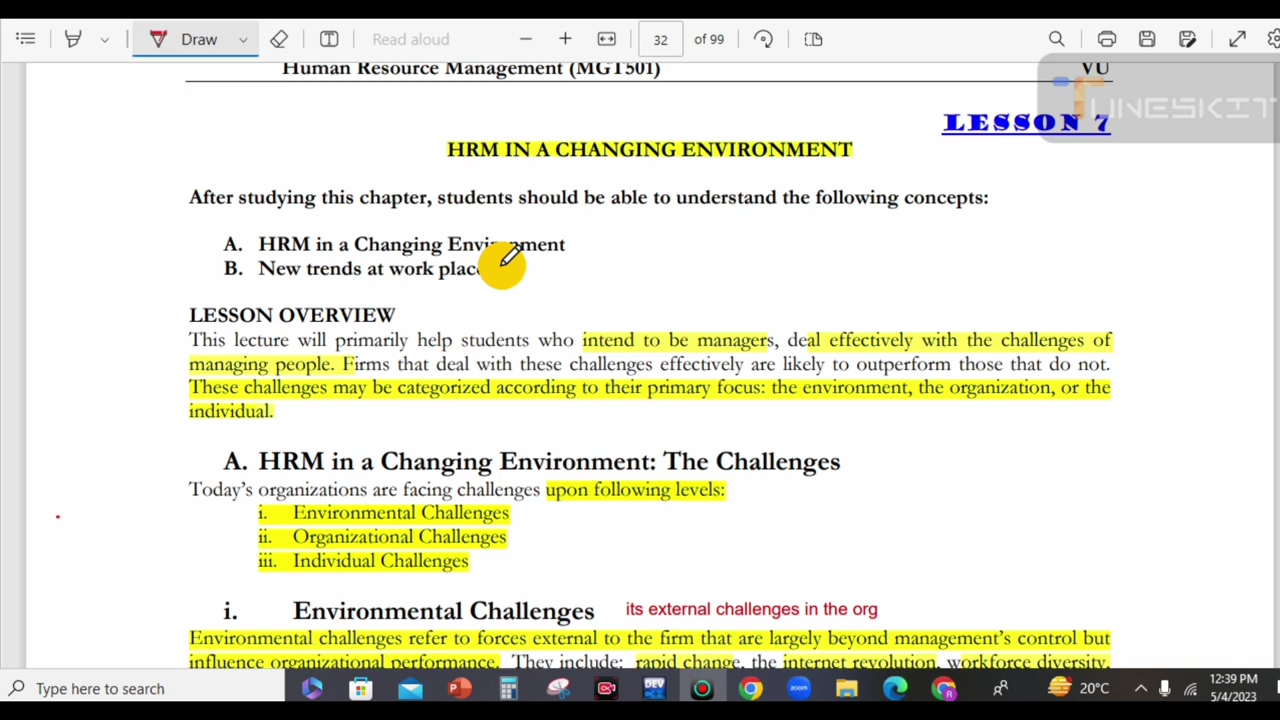 Draw
Read aloud
32
of 99
Human Resource Management (MGT501) VU
TUNESKIT
LESSON 7
HRM IN A CHANGING ENVIRONMENT
After studying this chapter, students should be able to understand the following concepts:
A. HRM in a Changing Environment
B. New trends at work place
LESSON OVERVIEW
This lecture will primarily help students who intend to be managers, deal effectively with the challenges of
managing people. Firms that deal with these challenges effectively are likely to outperform those that do not.
These challenges may be categorized according to their primary focus: the environment, the organization, or the
individual.
A. HRM in a Changing Environment: The Challenges
Today's organizations are facing challenges upon following levels:
i. Environmental Challenges
ii. Organizational Challenges
iii. Individual Challenges
i. Environmental Challenges its external challenges in the org
Environmental challenges refer to forces external to the firm that are largely beyond management's control but
influence organizational performance. They include: rapid change, the internet revolution, workforce diversity,
Type here to search
DEV
zoom
R
20°C
12:39 PM
5/4/2023